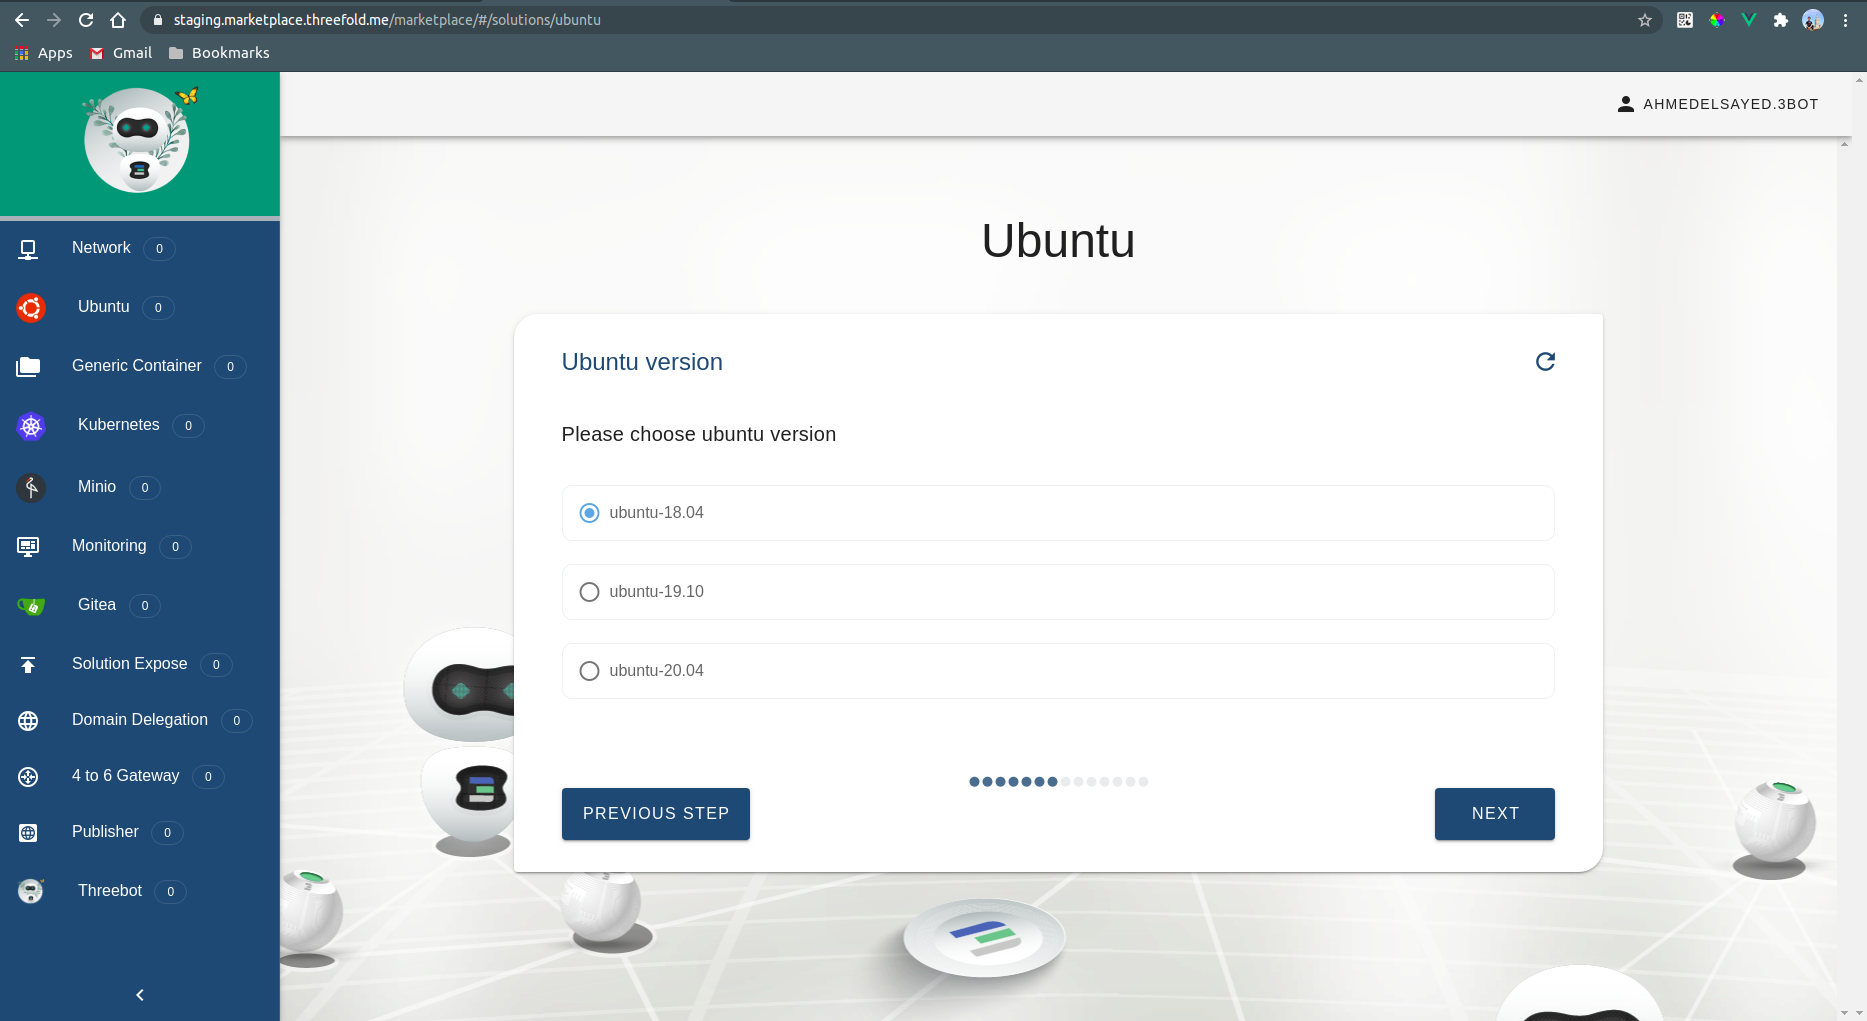 staging.marketplace.threefold.me/marketplace/#/solutions/ubuntu
Apps
Gmail
Bookmarks
AHMEDELSAYED.3BOT
Network 0
Ubuntu 0
Generic Container 0
Kubernetes 0
Minio 0
Monitoring 0
Gitea 0
Solution Expose 0
Domain Delegation 0
4 to 6 Gateway 0
Publisher 0
Threebot 0
Ubuntu
Ubuntu version
Please choose ubuntu version
ubuntu-18.04
ubuntu-19.10
ubuntu-20.04
PREVIOUS STEP
NEXT